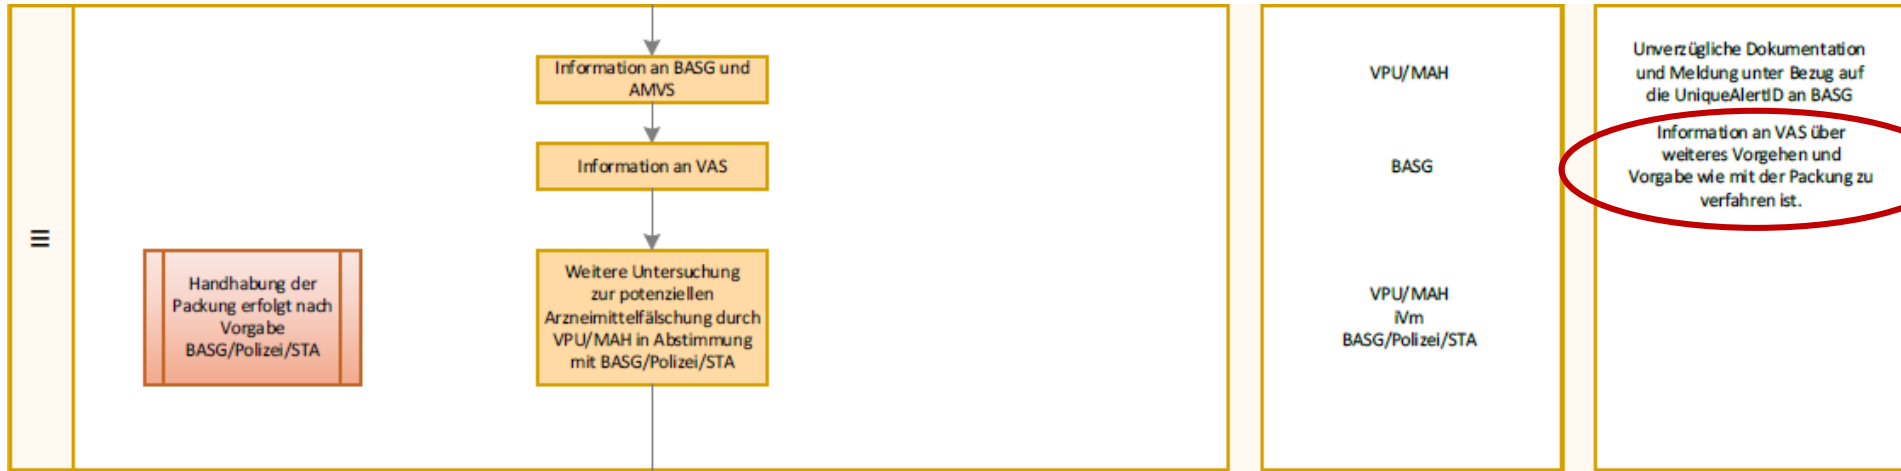 Information an BASG und
AMVS
VPU/MAH
Unverzügliche Dokumentation
und Meldung unter Bezug auf
die UniqueAlertID an BASG
Information an VAS
BASG
Information an VAS über
weiteres Vorgehen und
Vorgabe wie mit der Packung zu
verfahren ist.
III
Handhabung der
Packung erfolgt nach
Vorgabe
BASG/Polizei/STA
Weitere Untersuchung
zur potenziellen
Arzneimittelfälschung durch
VPU/MAH in Abstimmung
mit BASG/Polizei/STA
VPU/MAH
iVm
BASG/Polizei/STA